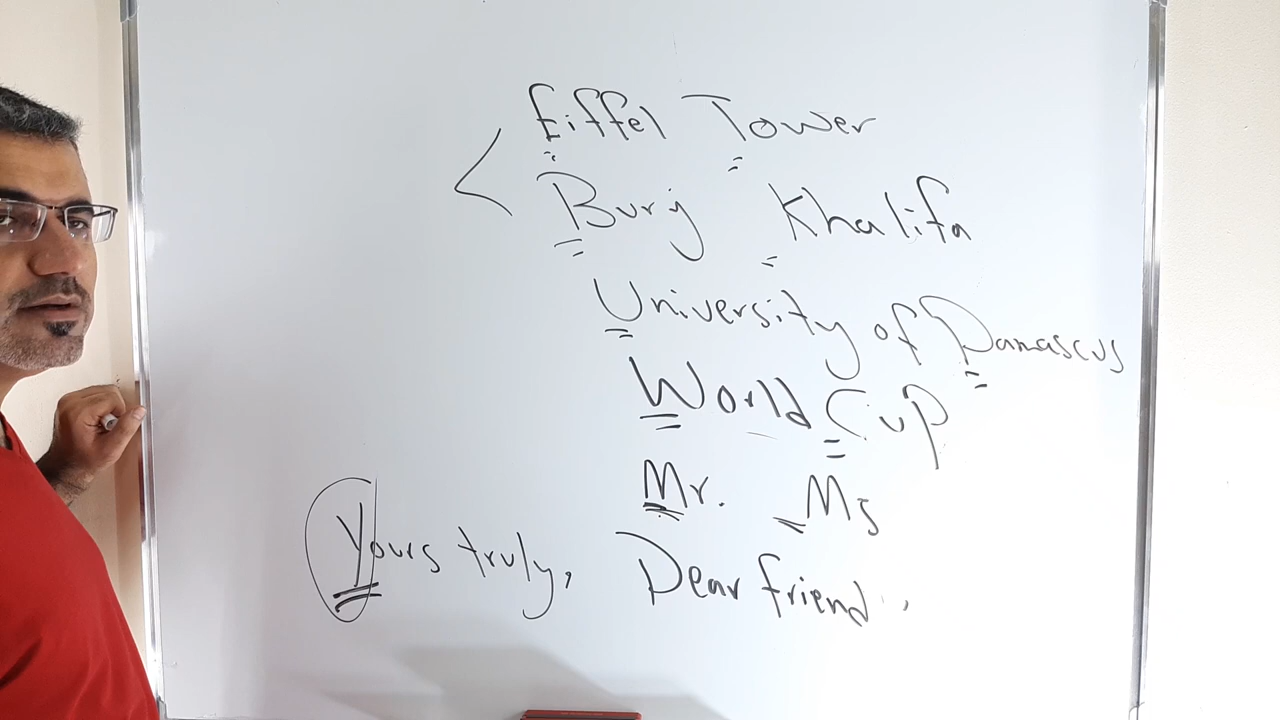 Eiffel Tower
Burj Khalifa
University of Damascus
World Cup
Mr. Ms
Yours truly, Dear friend,